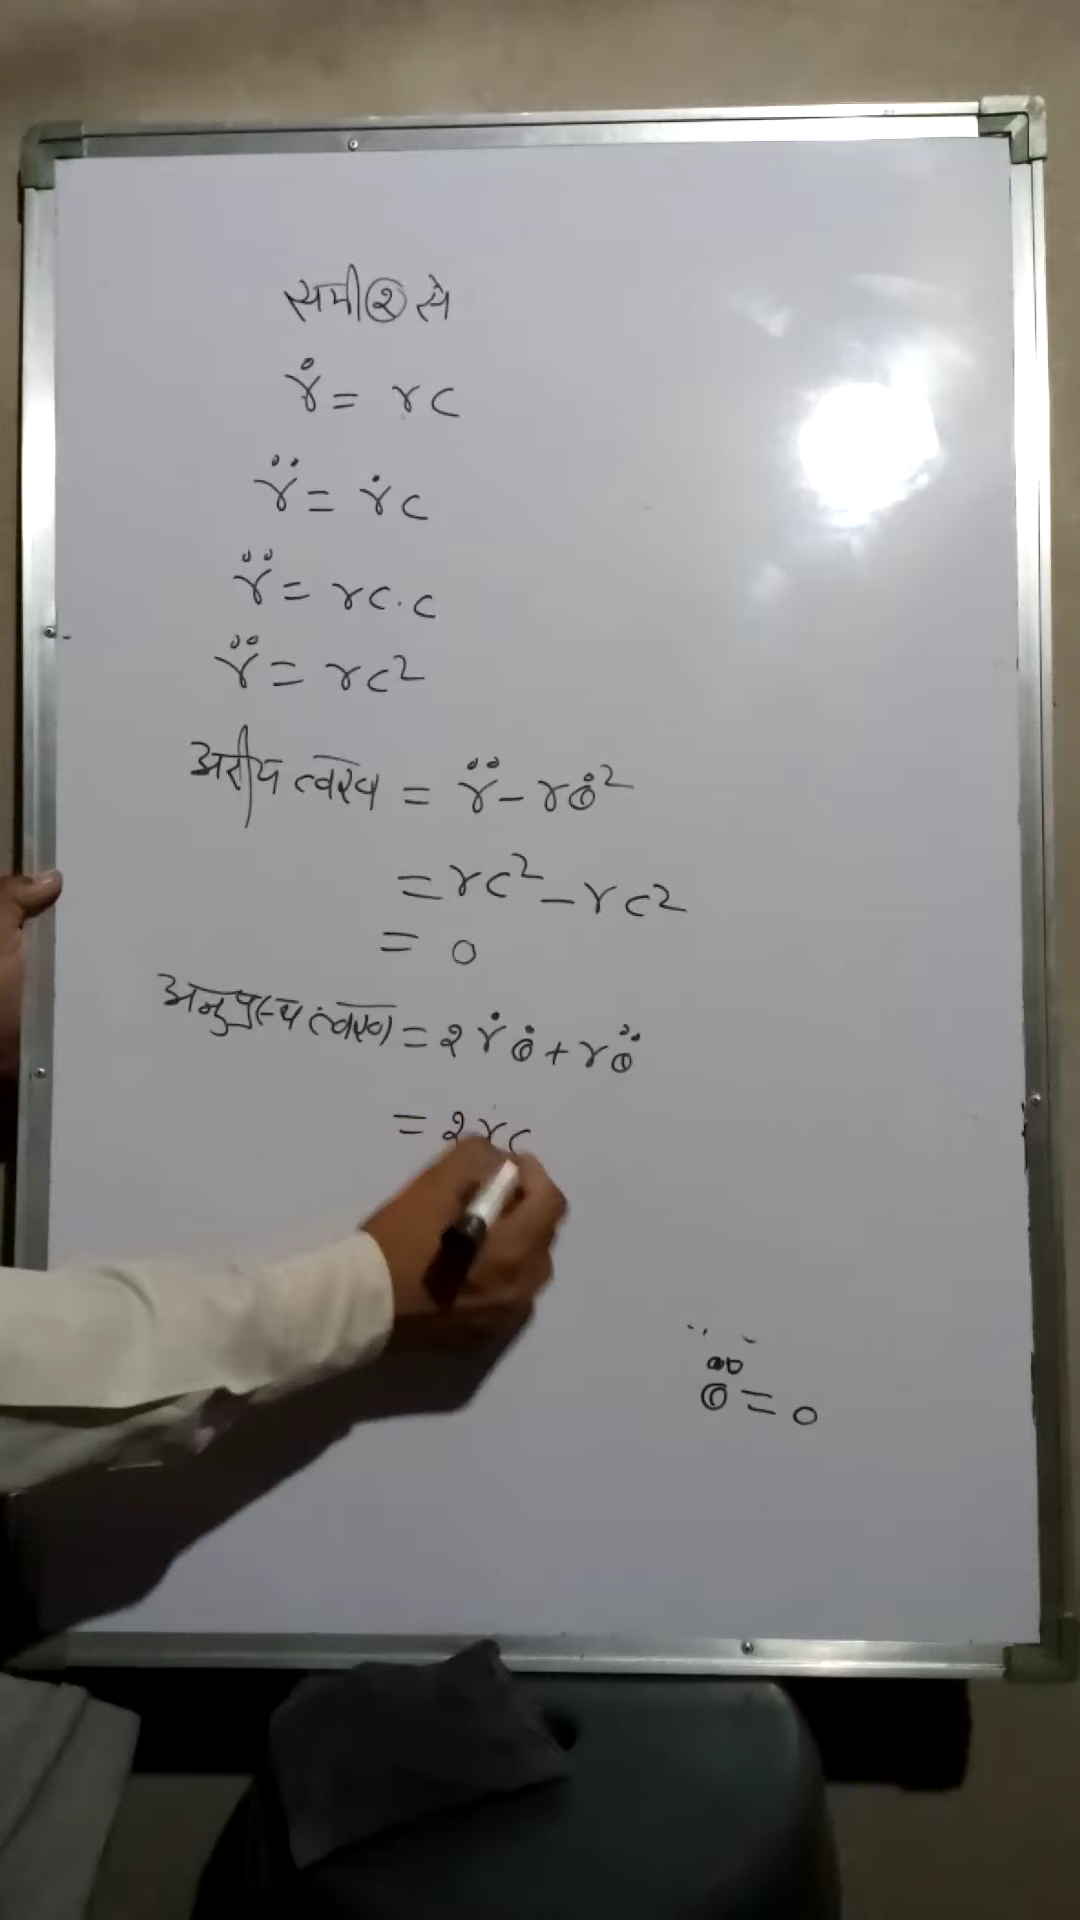 समी② से
ṙ = rc
r̈ = ṙc
r̈ = rc.c
r̈ = rc²
अरीय त्वरण = r̈ - rθ̇²
= rc² - rc²
= 0
अनुप्रस्थ त्वरण = 2ṙθ̇ + rθ̈
= 2rc
θ̈ = 0